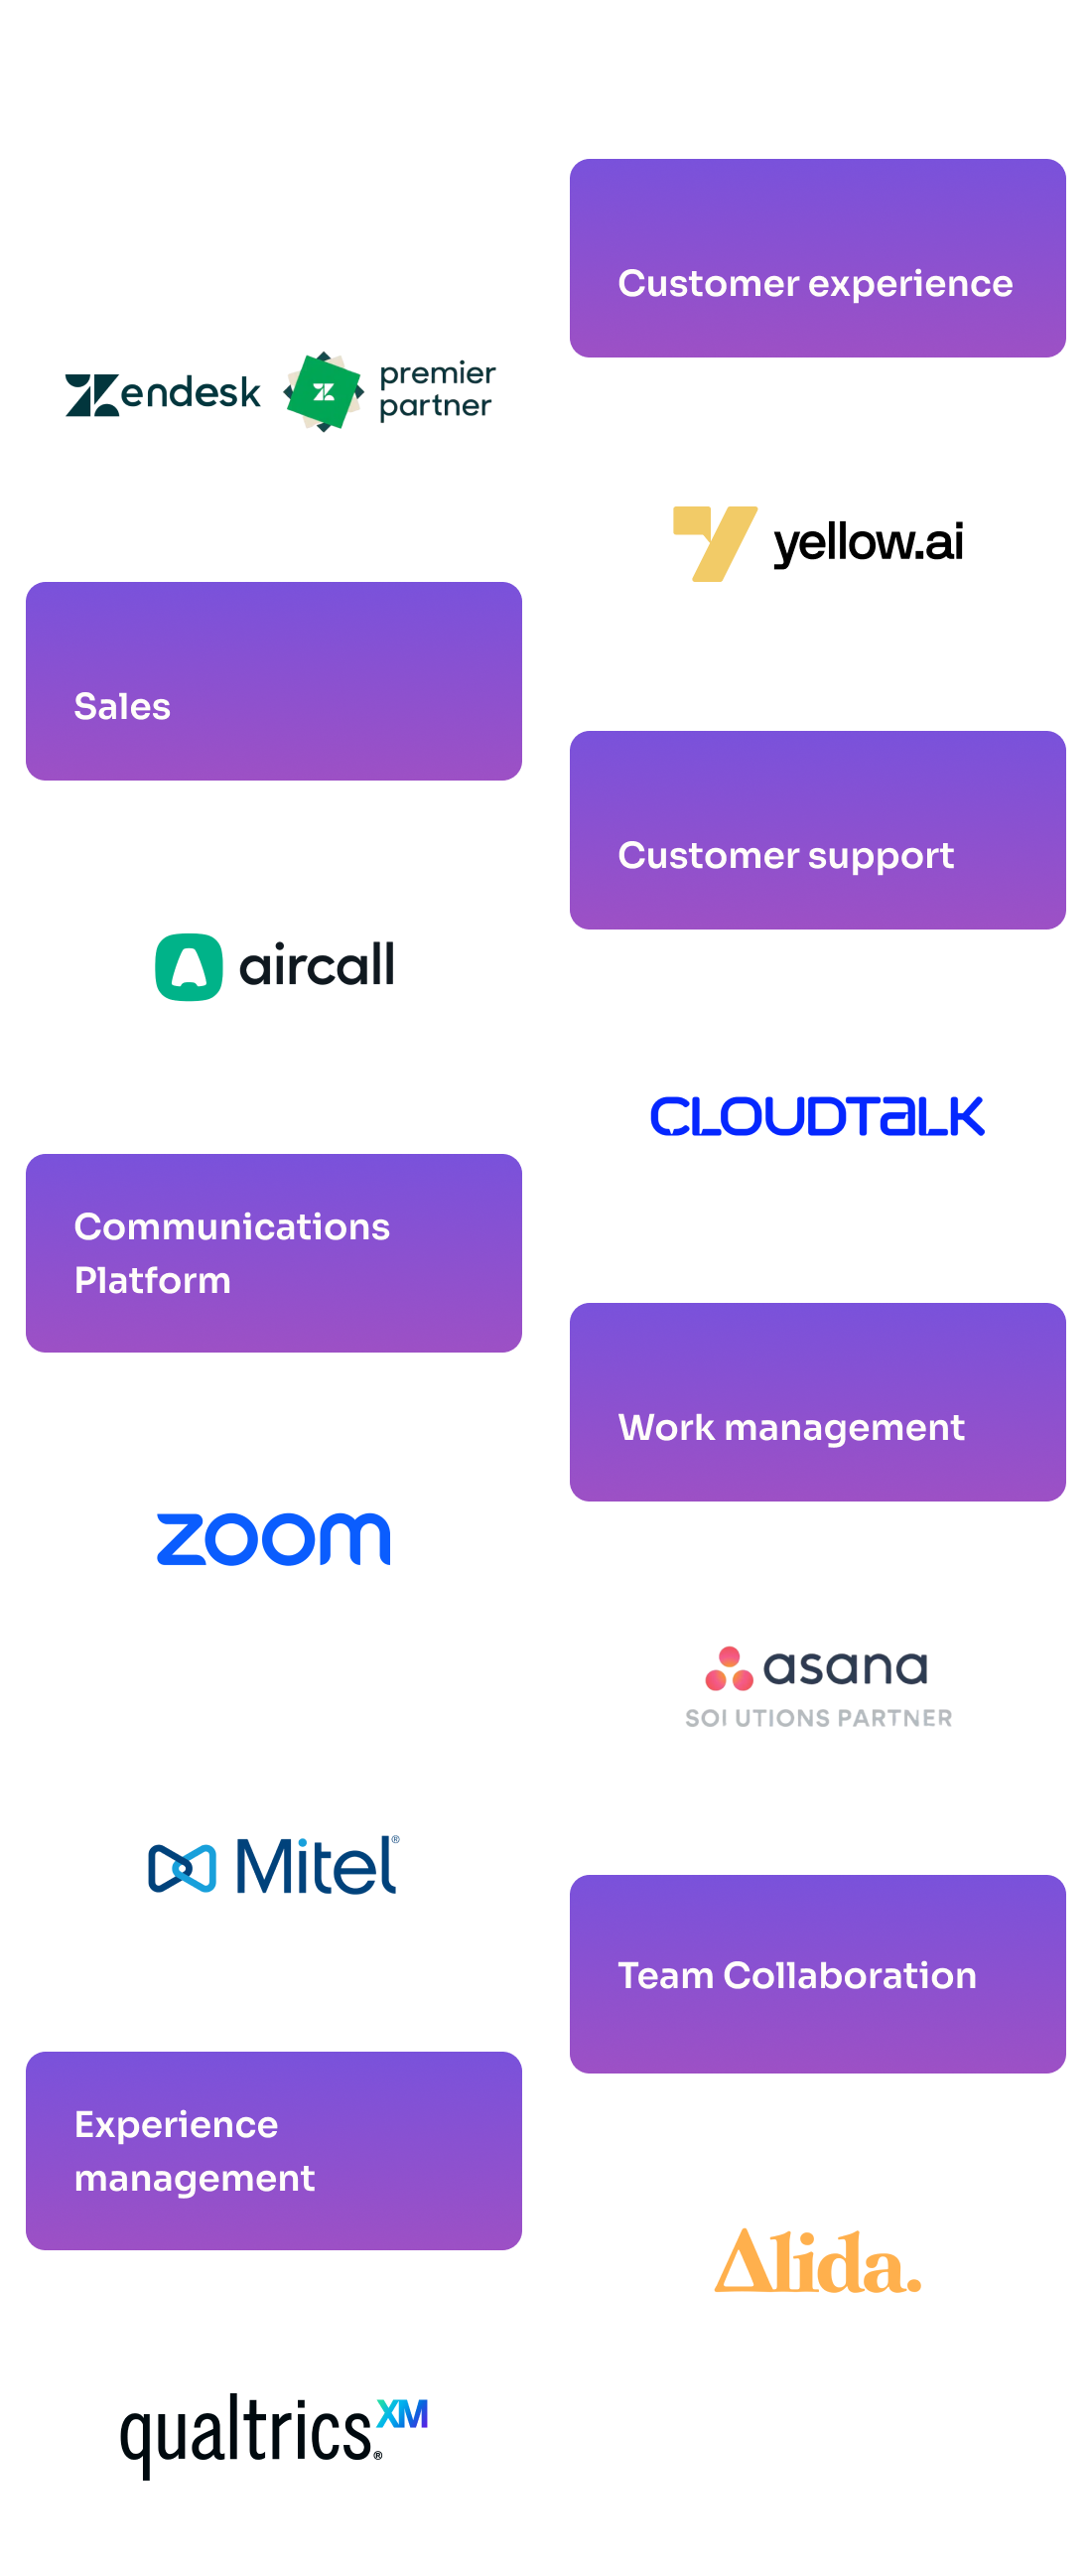 Customer experience
zendesk
premier
partner
yellow.ai
Sales
Customer support
aircall
CLOUDTALK
Communications
Platform
Work management
zoom
asana
SOLUTIONS PARTNER
Mitel®
Team Collaboration
Experience
management
Alida.
qualtrics.XM®